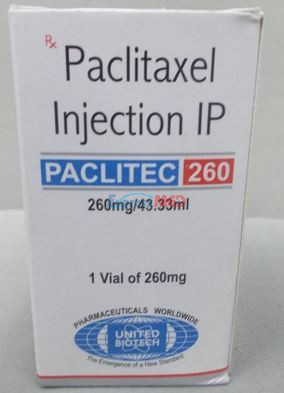 Rx
Paclitaxel
Injection IP
PACLITEC 260
260mg/43.33ml
1 Vial of 260mg
PHARMACEUTICALS WORLDWIDE
UNITED
BIOTECH
The Emergence of a New Standard